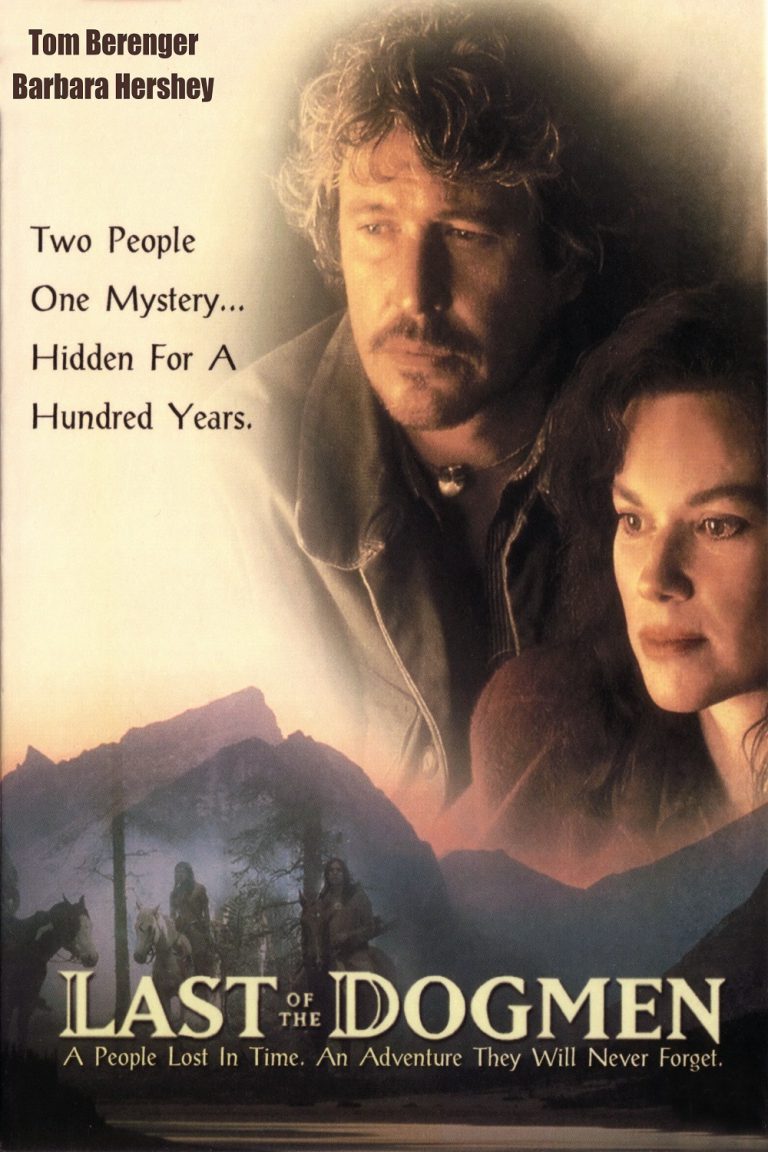 Tom Berenger
Barbara Hershey
Two People
One Mystery...
Hidden For A
Hundred Years.
LAST OF THE DOGMEN
A People Lost In Time. An Adventure They Will Never Forget.